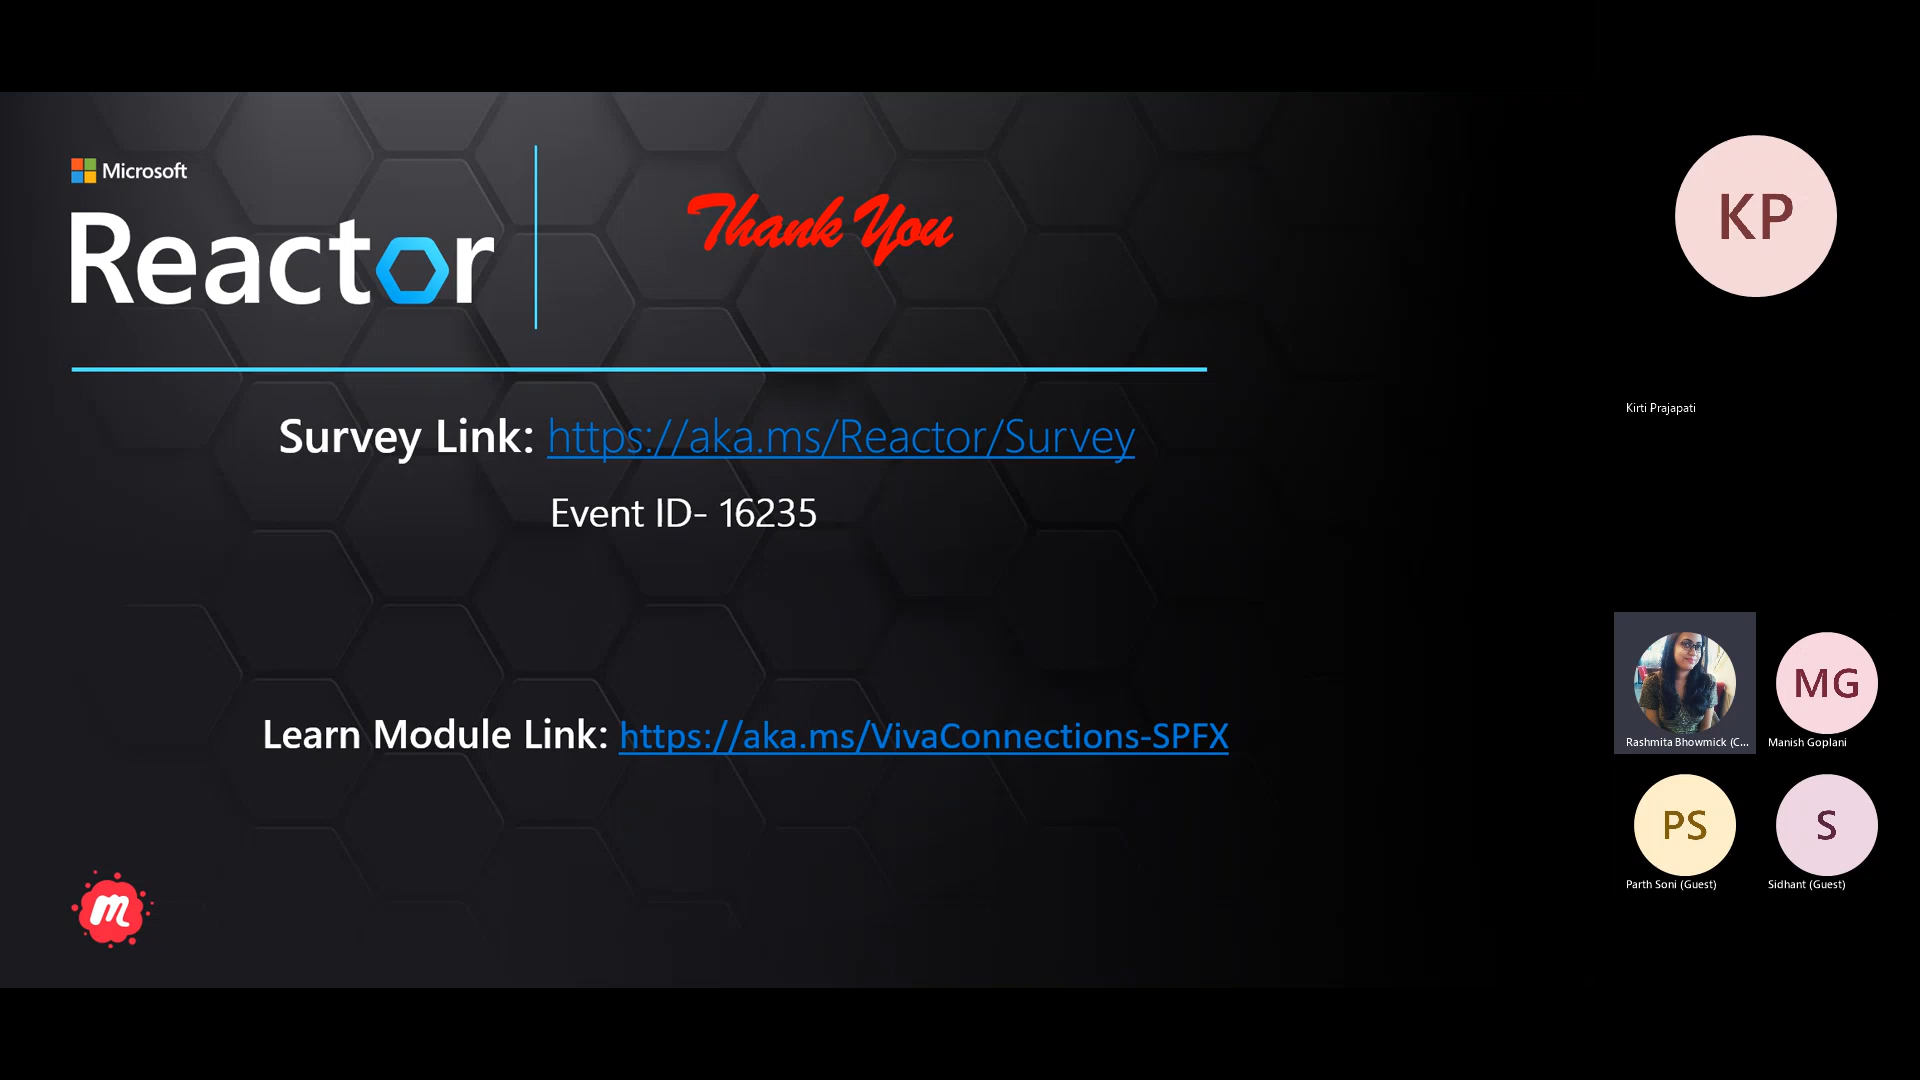 Microsoft
Reactor
Thank You
Survey Link: https://aka.ms/Reactor/Survey
Event ID- 16235
Learn Module Link: https://aka.ms/VivaConnections-SPFX
m
KP
Kirti Prajapati
Rashmita Bhowmick (C...
MG
Manish Goplani
PS
Parth Soni (Guest)
S
Sidhant (Guest)